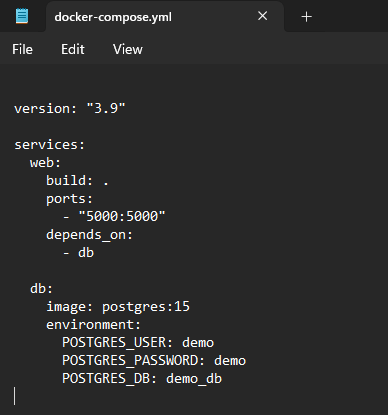 docker-compose.yml
File Edit View
version: "3.9"
services:
  web:
    build: .
    ports:
      - "5000:5000"
    depends_on:
      - db
  db:
    image: postgres:15
    environment:
      POSTGRES_USER: demo
      POSTGRES_PASSWORD: demo
      POSTGRES_DB: demo_db